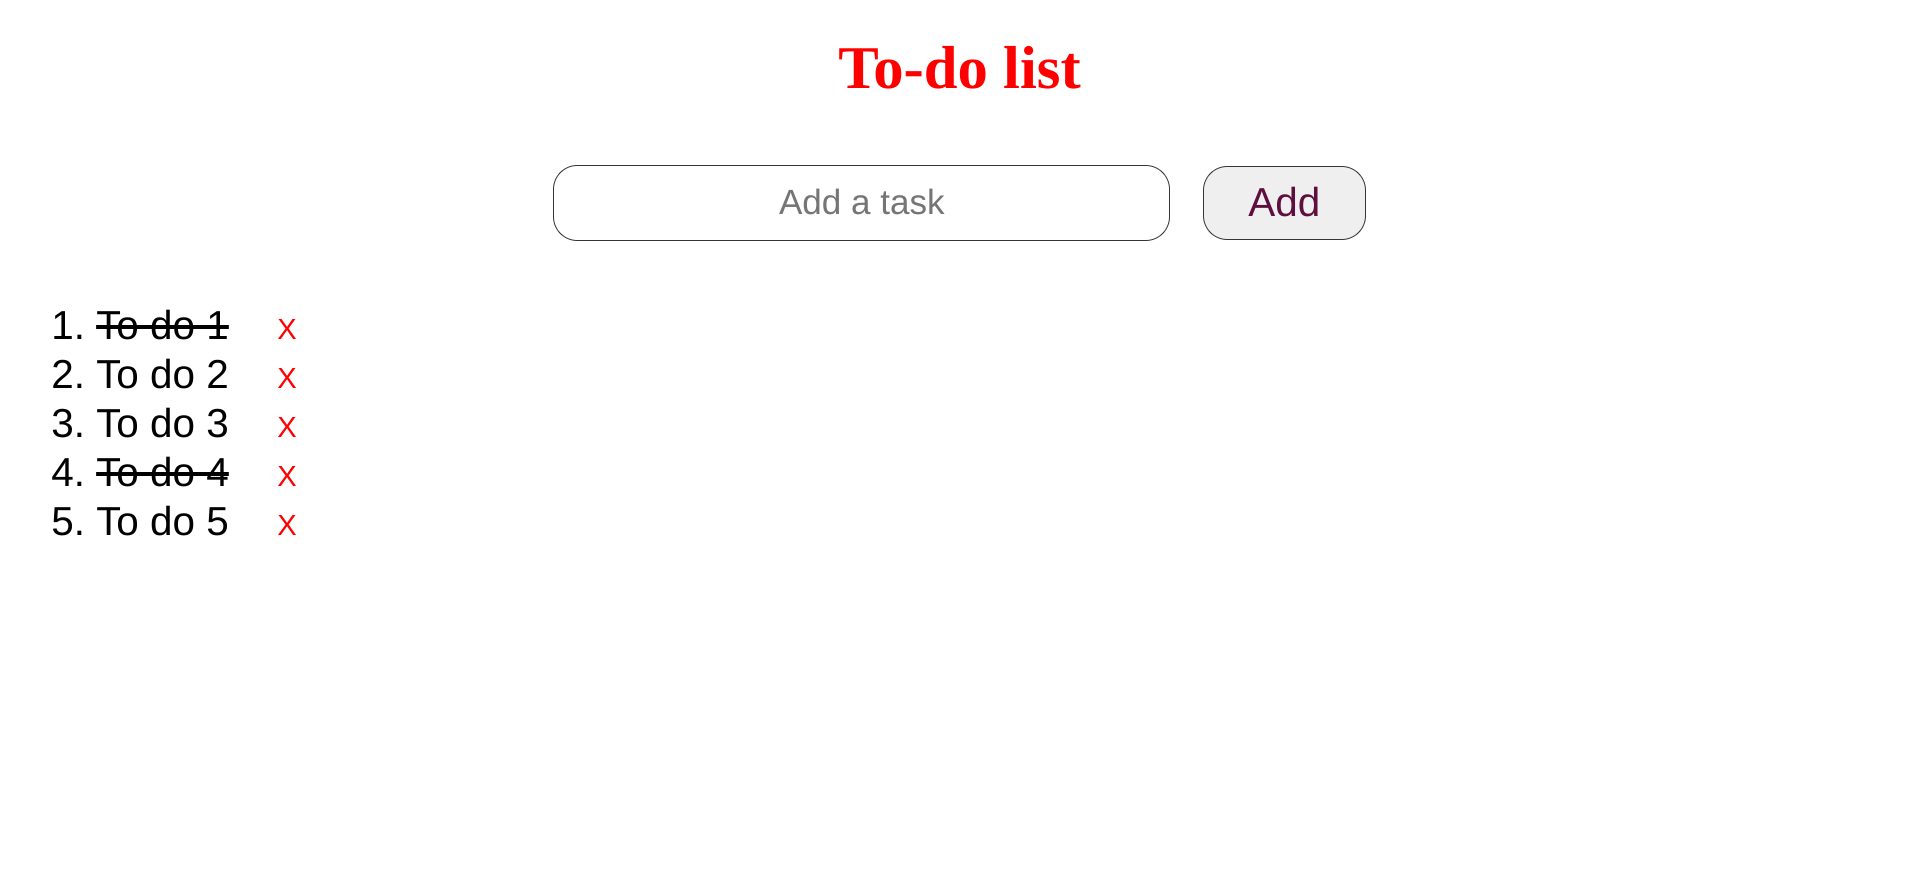 To-do list
Add a task
Add
1. To do 1 x
2. To do 2 x
3. To do 3 x
4. To do 4 x
5. To do 5 x